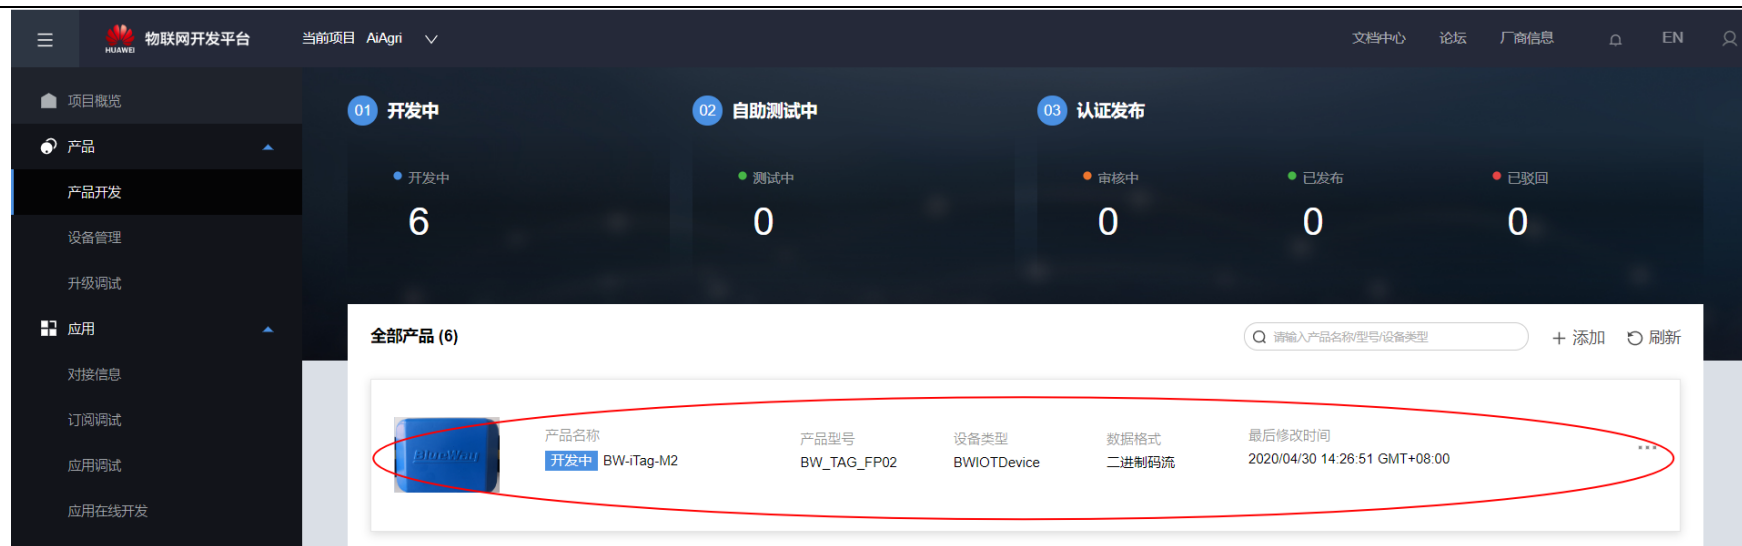 HUAWEI 物联网开发平台 当前项目 AiAgri 文档中心 论坛 厂商信息 EN
项目概览
产品
产品开发
设备管理
升级调试
应用
对接信息
订阅调试
应用调试
应用在线开发
01 开发中 02 自助测试中 03 认证发布
开发中 测试中 审核中 已发布 已驳回
6 0 0 0 0
全部产品 (6) 请输入产品名称/型号/设备类型 + 添加 刷新
BlueWay
产品名称 产品型号 设备类型 数据格式 最后修改时间
开发中 BW-iTag-M2 BW_TAG_FP02 BWIOTDevice 二进制码流 2020/04/30 14:26:51 GMT+08:00 ...